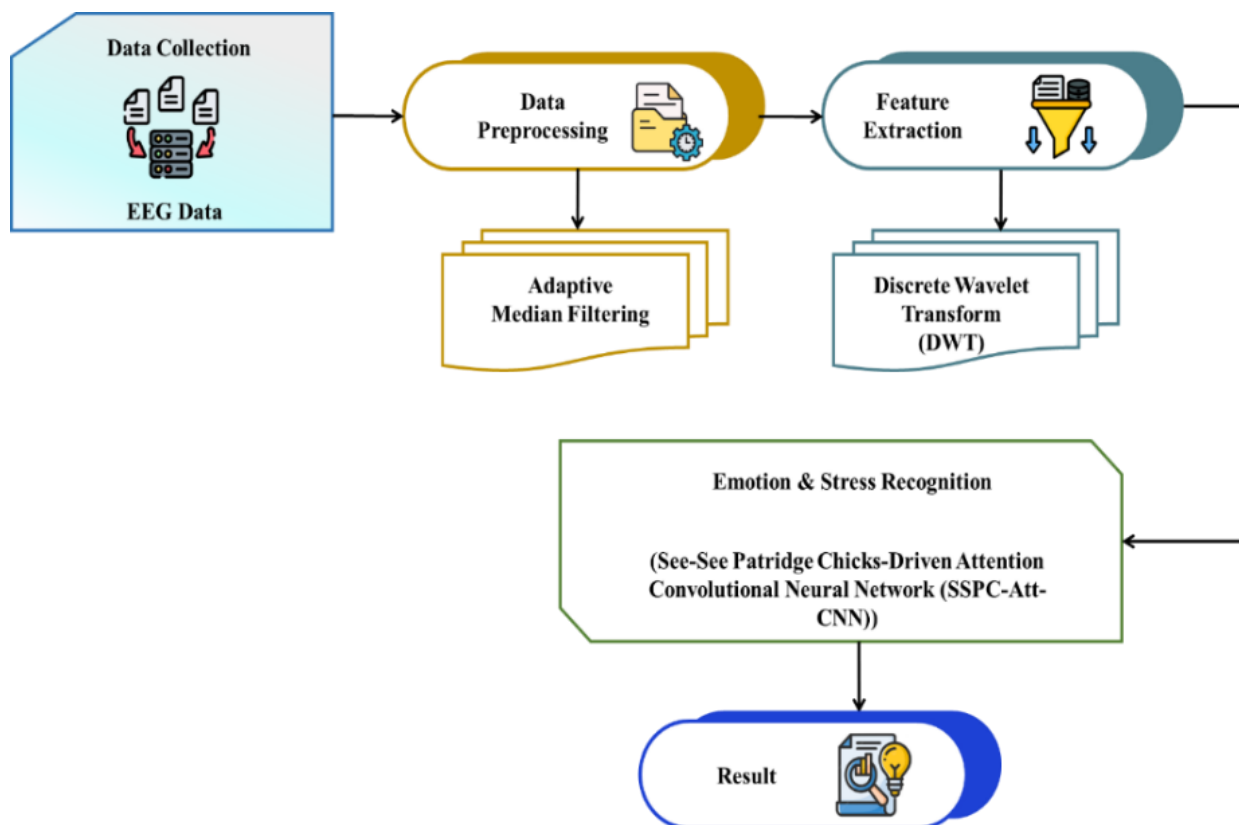 Data Collection
EEG Data
Data
Preprocessing
Feature
Extraction
Adaptive
Median Filtering
Discrete Wavelet
Transform
(DWT)
Emotion & Stress Recognition
(See-See Patridge Chicks-Driven Attention
Convolutional Neural Network (SSPC-Att-
CNN))
Result